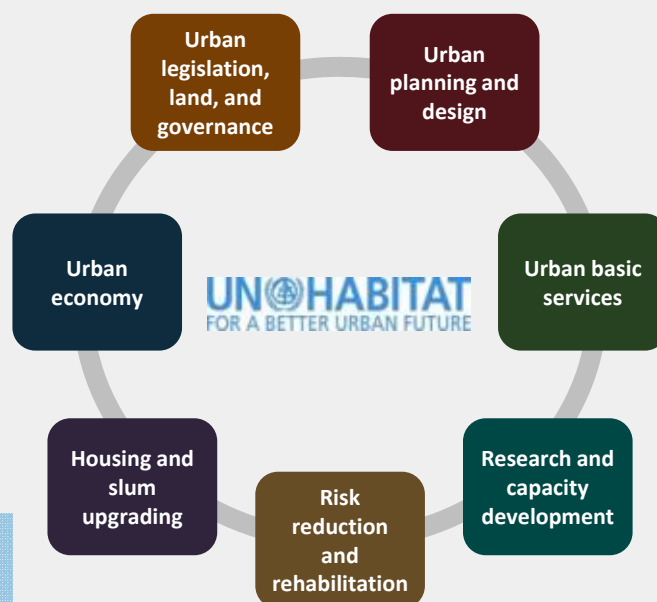 Urban
legislation,
land, and
governance
Urban
planning and
design
Urban
economy
UN HABITAT
FOR A BETTER URBAN FUTURE
Urban basic
services
Housing and
slum
upgrading
Risk
reduction
and
rehabilitation
Research and
capacity
development